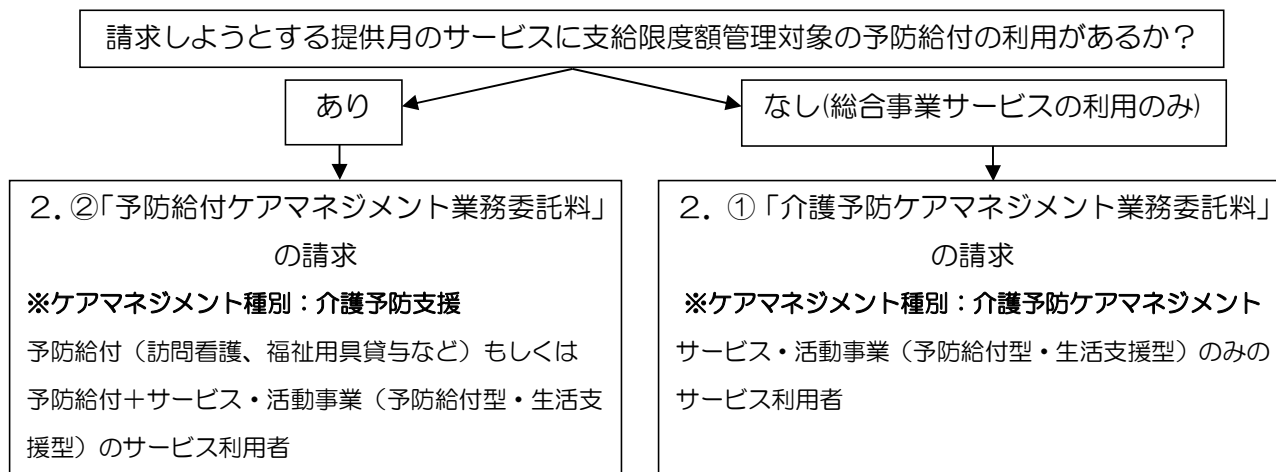 請求しようとする提供月のサービスに支給限度額管理対象の予防給付の利用があるか？
あり
なし(総合事業サービスの利用のみ)
２．②「予防給付ケアマネジメント業務委託料」
の請求
※ケアマネジメント種別：介護予防支援
予防給付（訪問看護、福祉用具貸与など）もしくは
予防給付＋サービス・活動事業（予防給付型・生活支
援型）のサービス利用者
２．①「介護予防ケアマネジメント業務委託料」
の請求
※ケアマネジメント種別：介護予防ケアマネジメント
サービス・活動事業（予防給付型・生活支援型）のみの
サービス利用者